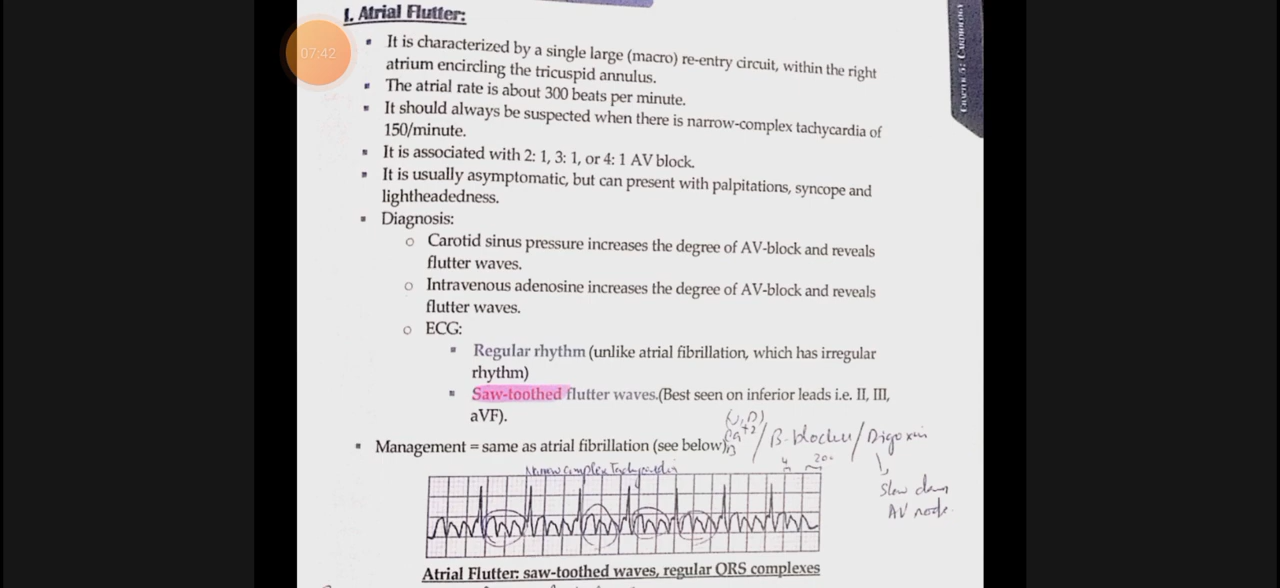 1. Atrial Flutter:
07:42
▪ It is characterized by a single large (macro) re-entry circuit, within the right
atrium encircling the tricuspid annulus.
▪ The atrial rate is about 300 beats per minute.
▪ It should always be suspected when there is narrow-complex tachycardia of
150/minute.
▪ It is associated with 2: 1, 3: 1, or 4: 1 AV block.
▪ It is usually asymptomatic, but can present with palpitations, syncope and
lightheadedness.
▪ Diagnosis:
o Carotid sinus pressure increases the degree of AV-block and reveals
flutter waves.
o Intravenous adenosine increases the degree of AV-block and reveals
flutter waves.
o ECG:
▪ Regular rhythm (unlike atrial fibrillation, which has irregular
rhythm)
▪ Saw-toothed flutter waves.(Best seen on inferior leads i.e. II, III,
aVF).
(V,D)
▪ Management = same as atrial fibrillation (see below) Ca+2 / B-blocker / Digoxin
Narrow Complex Tachycardia
Slow down
AV node.
Atrial Flutter: saw-toothed waves, regular QRS complexes
CHAPTER 5: CARDIOLOGY